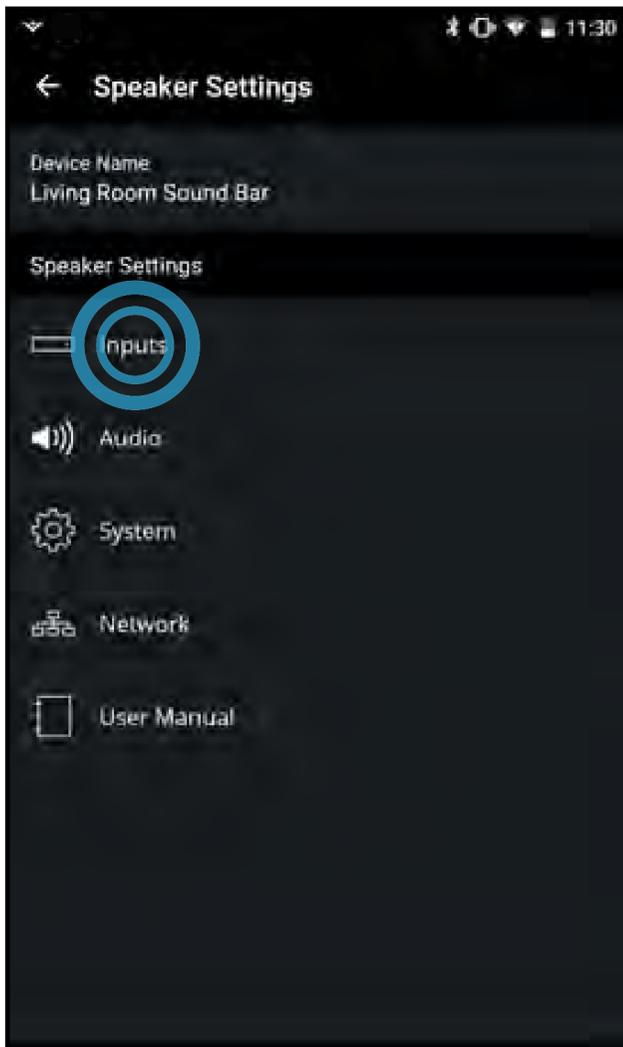 11:30
Speaker Settings
Device Name
Living Room Sound Bar
Speaker Settings
Inputs
Audio
System
Network
User Manual